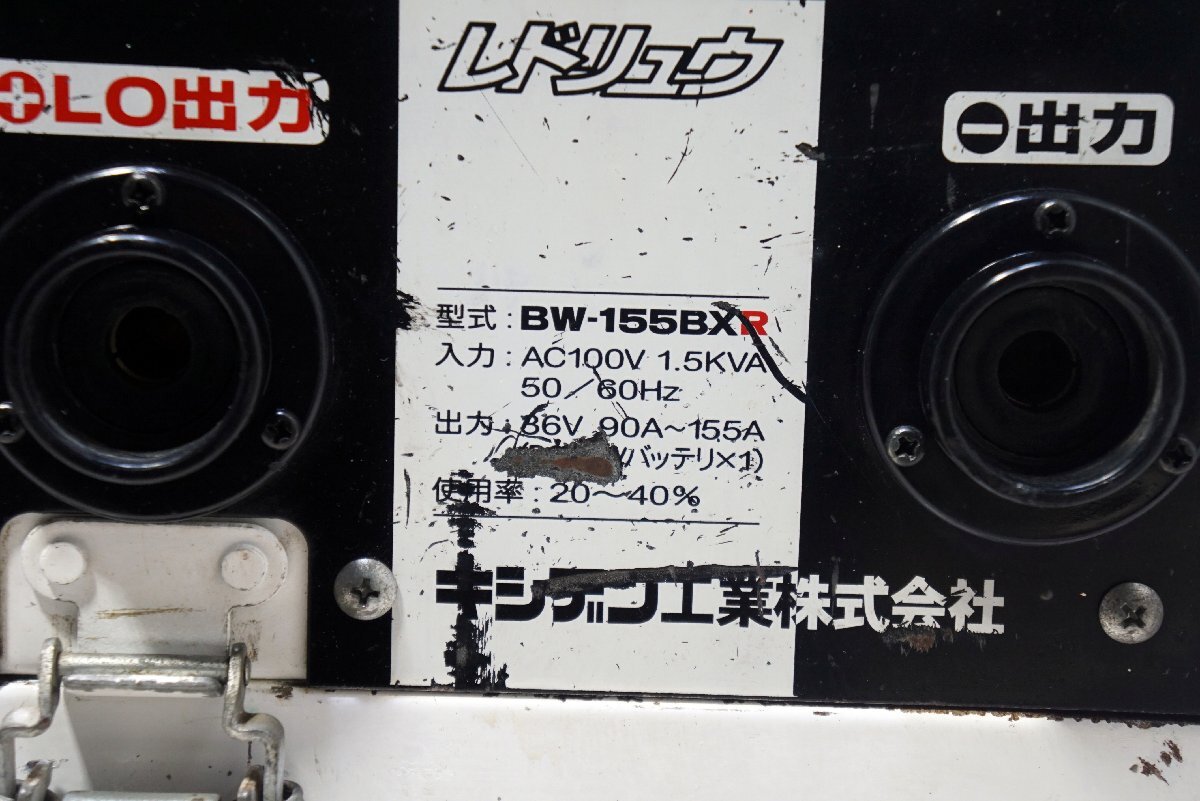 レドリュウ
⊕LO出力
⊖出力
型式:BW-155BXR
入力:AC100V 1.5KVA
50/60Hz
出力:36V 90A~155A
バッテリ×1)
使用率:20~40%
キシデン工業株式会社